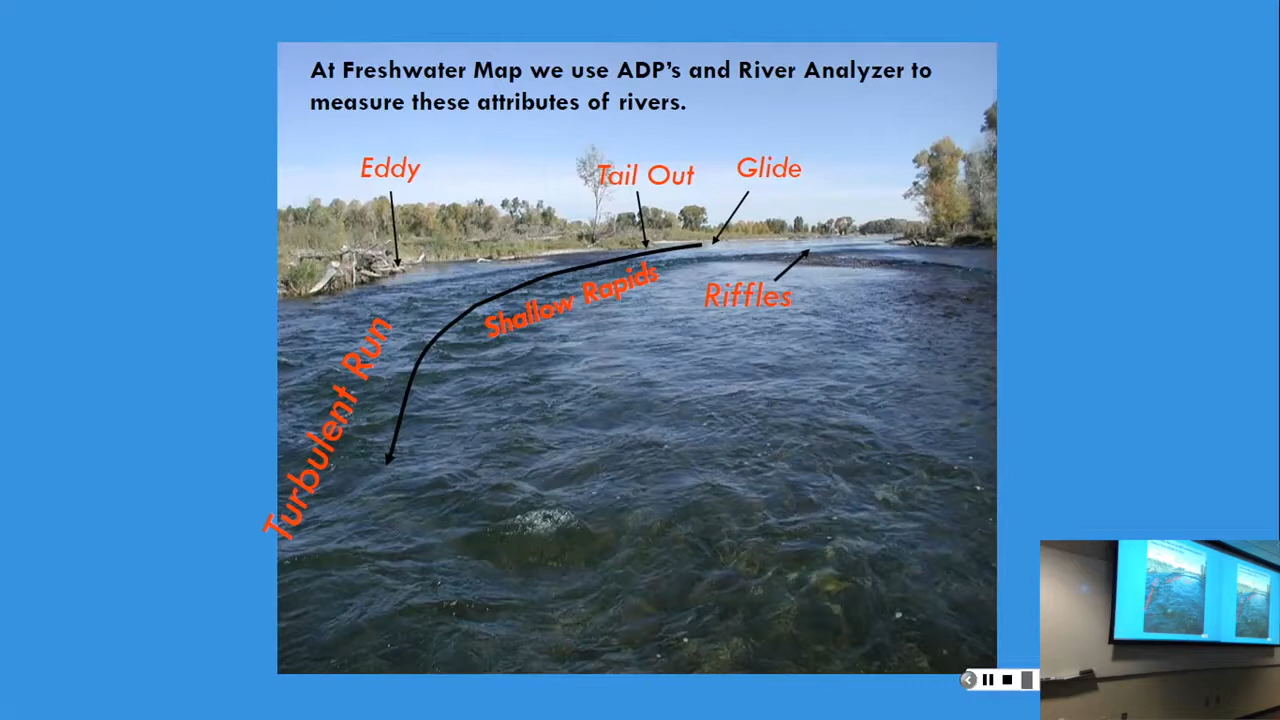 At Freshwater Map we use ADP's and River Analyzer to
measure these attributes of rivers.
Eddy
Tail Out
Glide
Shallow Rapids
Riffles
Turbulent Run